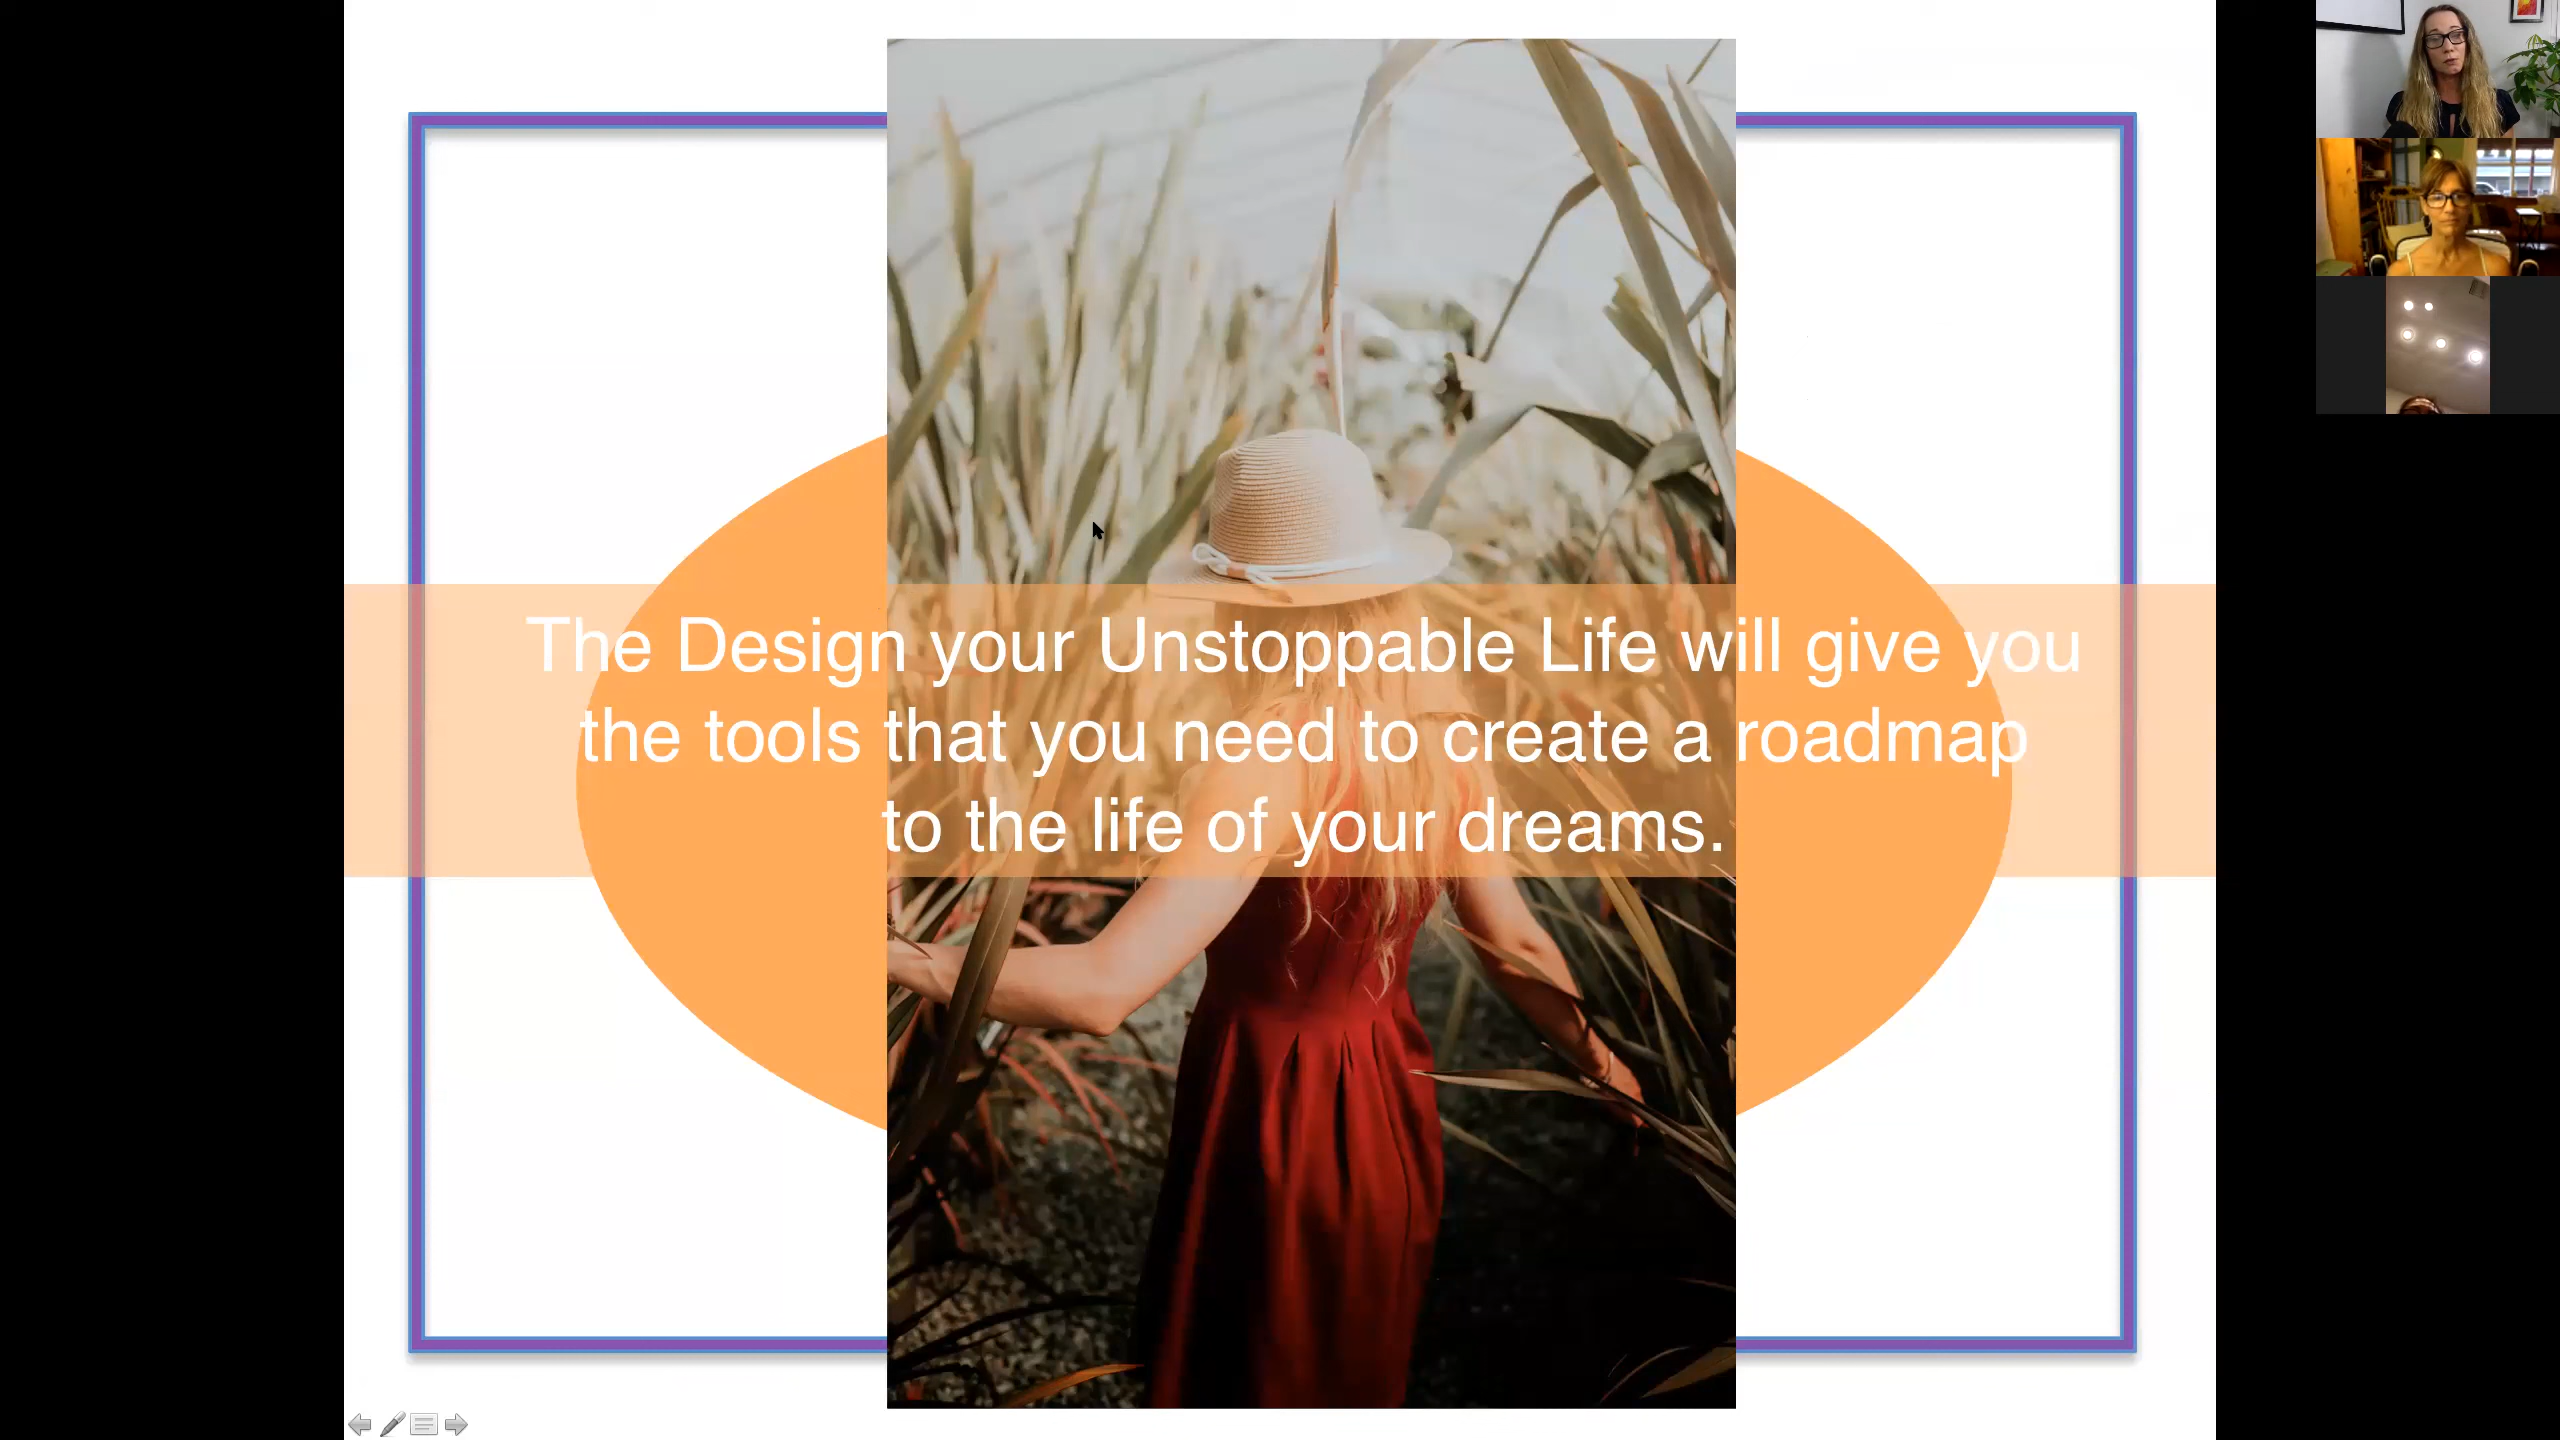 The Design your Unstoppable Life will give you
the tools that you need to create a roadmap
to the life of your dreams.